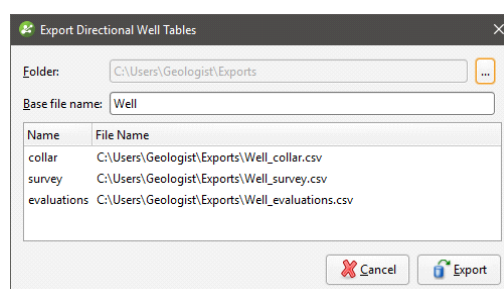 Export Directional Well Tables
Folder: C:\Users\Geologist\Exports ...
Base file name: Well
Name File Name
collar C:\Users\Geologist\Exports\Well_collar.csv
survey C:\Users\Geologist\Exports\Well_survey.csv
evaluations C:\Users\Geologist\Exports\Well_evaluations.csv
Cancel Export